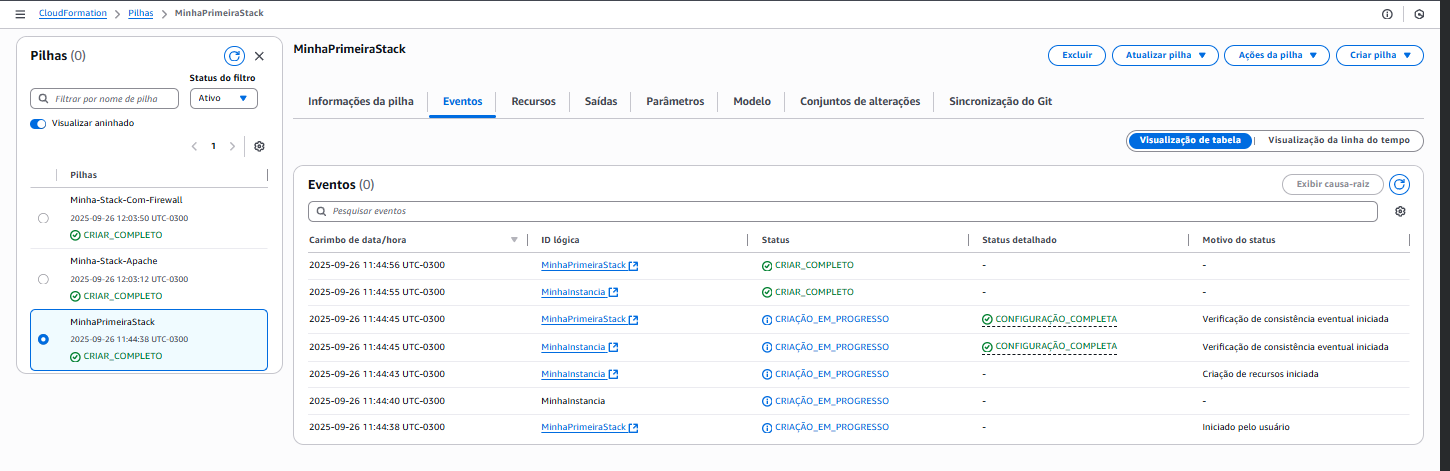 CloudFormation > Pilhas > MinhaPrimeiraStack
Pilhas (0)
Status do filtro
Filtrar por nome de pilha
Ativo
Visualizar aninhado
1
Pilhas
Minha-Stack-Com-Firewall
2025-09-26 12:03:50 UTC-0300
CRIAR_COMPLETO
Minha-Stack-Apache
2025-09-26 12:03:12 UTC-0300
CRIAR_COMPLETO
MinhaPrimeiraStack
2025-09-26 11:44:38 UTC-0300
CRIAR_COMPLETO
MinhaPrimeiraStack
Excluir Atualizar pilha Ações da pilha Criar pilha
Informações da pilha Eventos Recursos Saídas Parâmetros Modelo Conjuntos de alterações Sincronização do Git
Visualização de tabela Visualização da linha do tempo
Eventos (0)
Exibir causa-raiz
Pesquisar eventos
Carimbo de data/hora ID lógica Status Status detalhado Motivo do status
2025-09-26 11:44:56 UTC-0300 MinhaPrimeiraStack CRIAR_COMPLETO - -
2025-09-26 11:44:55 UTC-0300 MinhaInstancia CRIAR_COMPLETO - -
2025-09-26 11:44:45 UTC-0300 MinhaPrimeiraStack CRIAÇÃO_EM_PROGRESSO CONFIGURAÇÃO_COMPLETA Verificação de consistência eventual iniciada
2025-09-26 11:44:45 UTC-0300 MinhaInstancia CRIAÇÃO_EM_PROGRESSO CONFIGURAÇÃO_COMPLETA Verificação de consistência eventual iniciada
2025-09-26 11:44:43 UTC-0300 MinhaInstancia CRIAÇÃO_EM_PROGRESSO - Criação de recursos iniciada
2025-09-26 11:44:40 UTC-0300 MinhaInstancia CRIAÇÃO_EM_PROGRESSO - -
2025-09-26 11:44:38 UTC-0300 MinhaPrimeiraStack CRIAÇÃO_EM_PROGRESSO - Iniciado pelo usuário